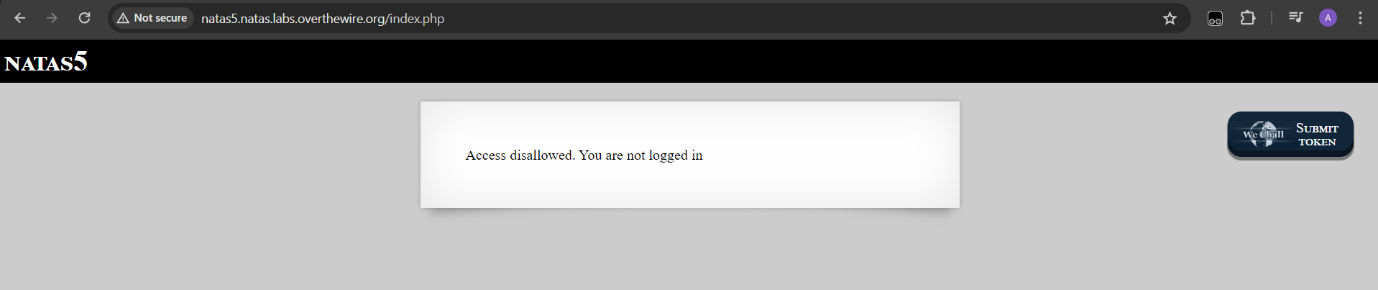 Not secure
natas5.natas.labs.overthewire.org/index.php
A
NATAS5
Access disallowed. You are not logged in
We Chall
SUBMIT
TOKEN